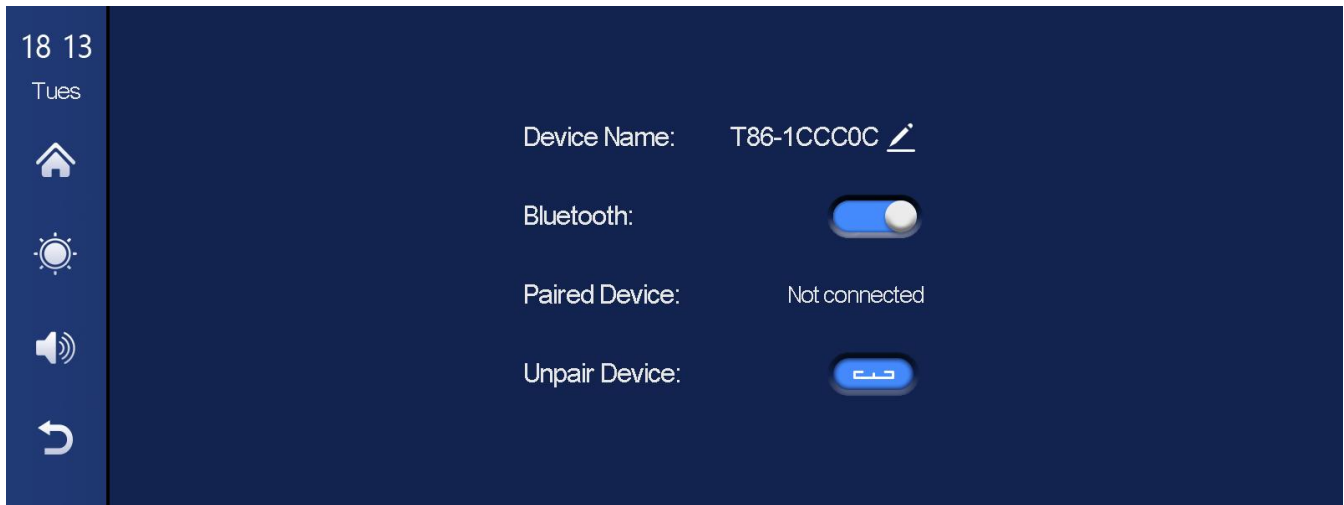 18 13
Tues
Device Name: T86-1CCC0C
Bluetooth:
Paired Device: Not connected
Unpair Device: